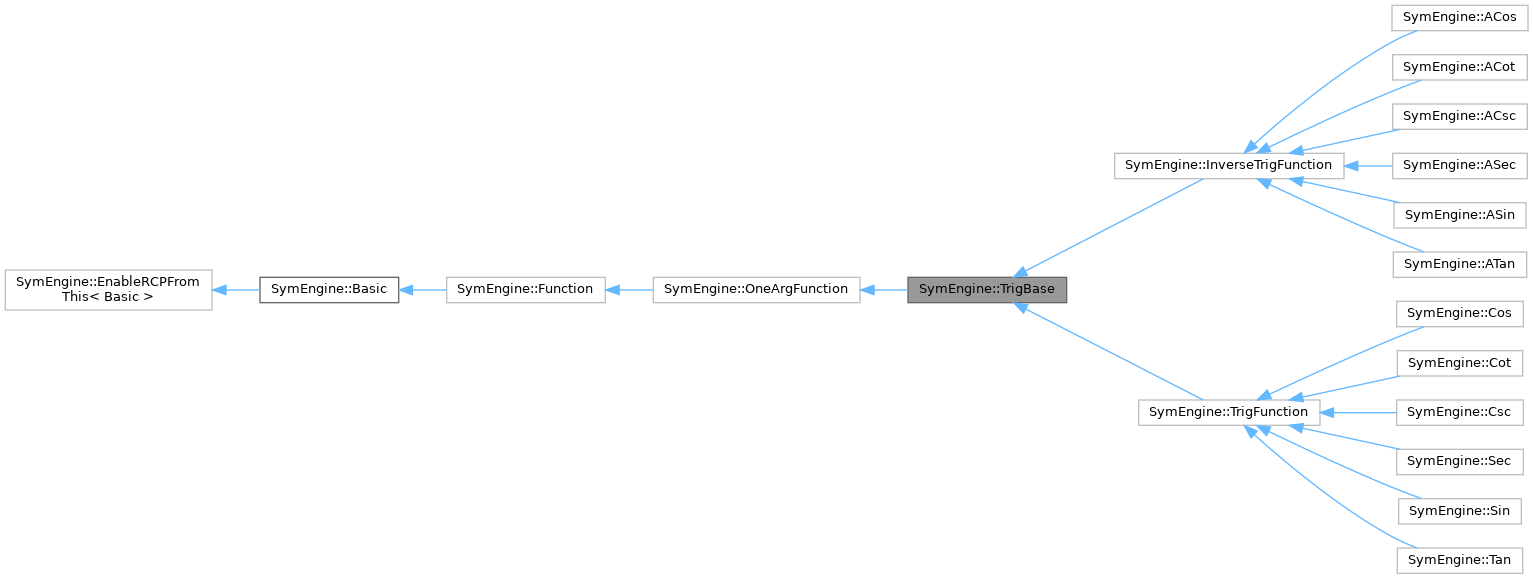 SymEngine::ACos
SymEngine::ACot
SymEngine::ACsc
SymEngine::InverseTrigFunction
SymEngine::ASec
SymEngine::ASin
SymEngine::ATan
SymEngine::EnableRCPFrom
This< Basic >
SymEngine::Basic
SymEngine::Function
SymEngine::OneArgFunction
SymEngine::TrigBase
SymEngine::Cos
SymEngine::Cot
SymEngine::TrigFunction
SymEngine::Csc
SymEngine::Sec
SymEngine::Sin
SymEngine::Tan